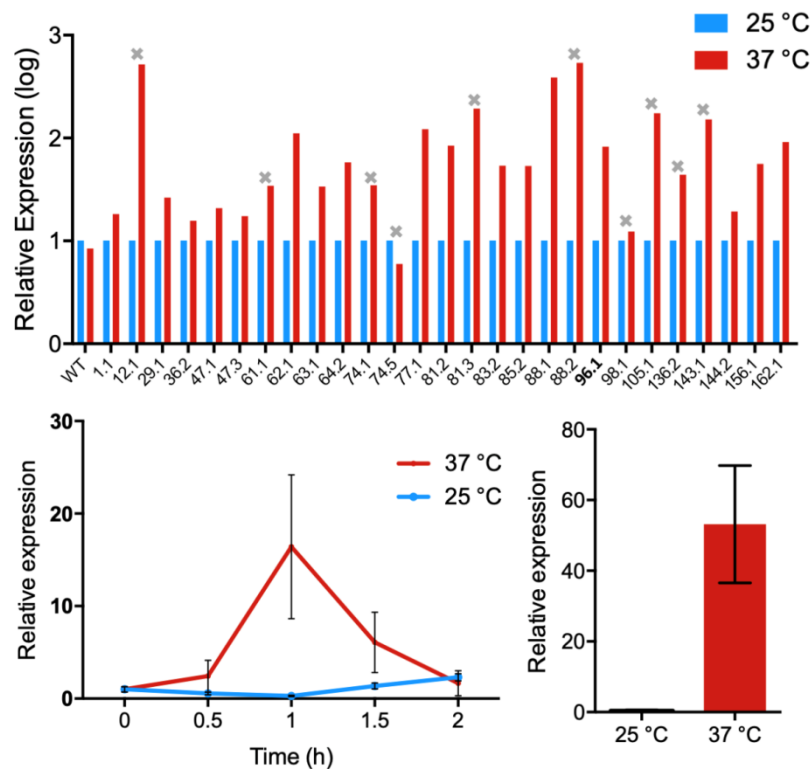 25 °C
37 °C
Relative Expression (log)
3
2
1
0
WT 1.1 12.1 29.1 36.2 47.1 47.3 61.1 62.1 63.1 64.2 74.1 74.5 77.1 81.2 81.3 83.2 85.2 88.1 88.2 96.1 98.1 105.1 136.2 143.1 144.2 156.1 162.1
Relative expression
30
20
10
0
37 °C
25 °C
0 0.5 1 1.5 2
Time (h)
Relative expression
80
60
40
20
0
25 °C 37 °C